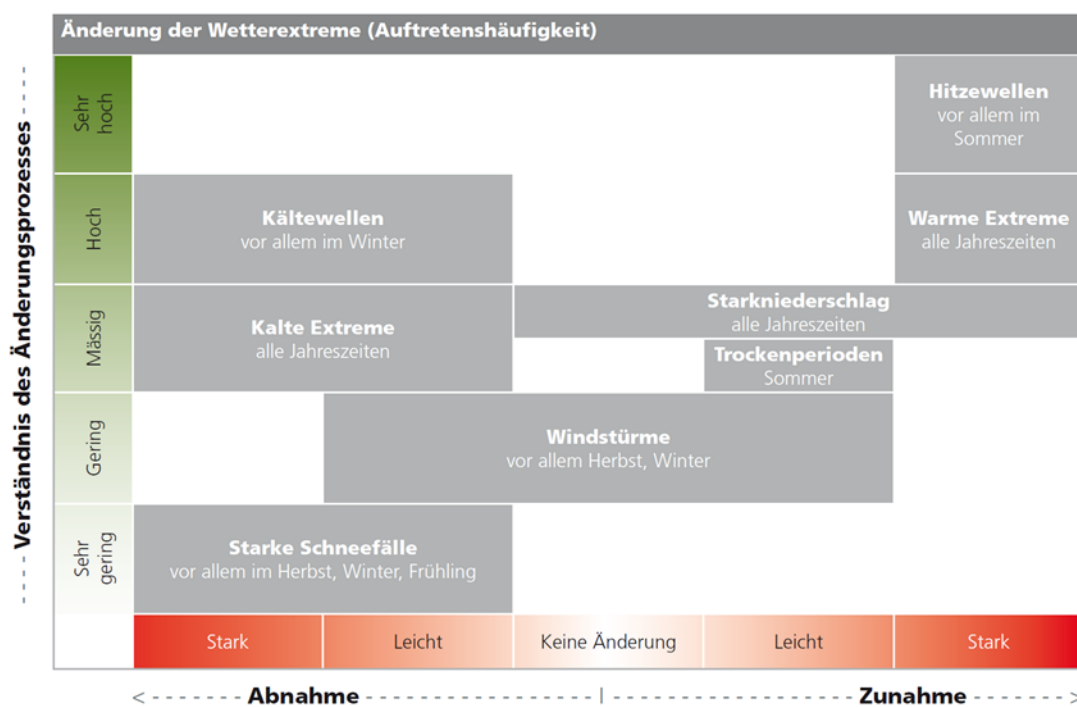 Änderung der Wetterextreme (Auftretenshäufigkeit)
Verständnis des Änderungsprozesses
Sehr
hoch
Hitzewellen
vor allem im
Sommer
Hoch
Kältewellen
vor allem im Winter
Warme Extreme
alle Jahreszeiten
Mässig
Kalte Extreme
alle Jahreszeiten
Starkniederschlag
alle Jahreszeiten
Trockenperioden
Sommer
Gering
Windstürme
vor allem Herbst, Winter
Sehr
gering
Starke Schneefälle
vor allem im Herbst, Winter, Frühling
Stark
Leicht
Keine Änderung
Leicht
Stark
Abnahme
Zunahme